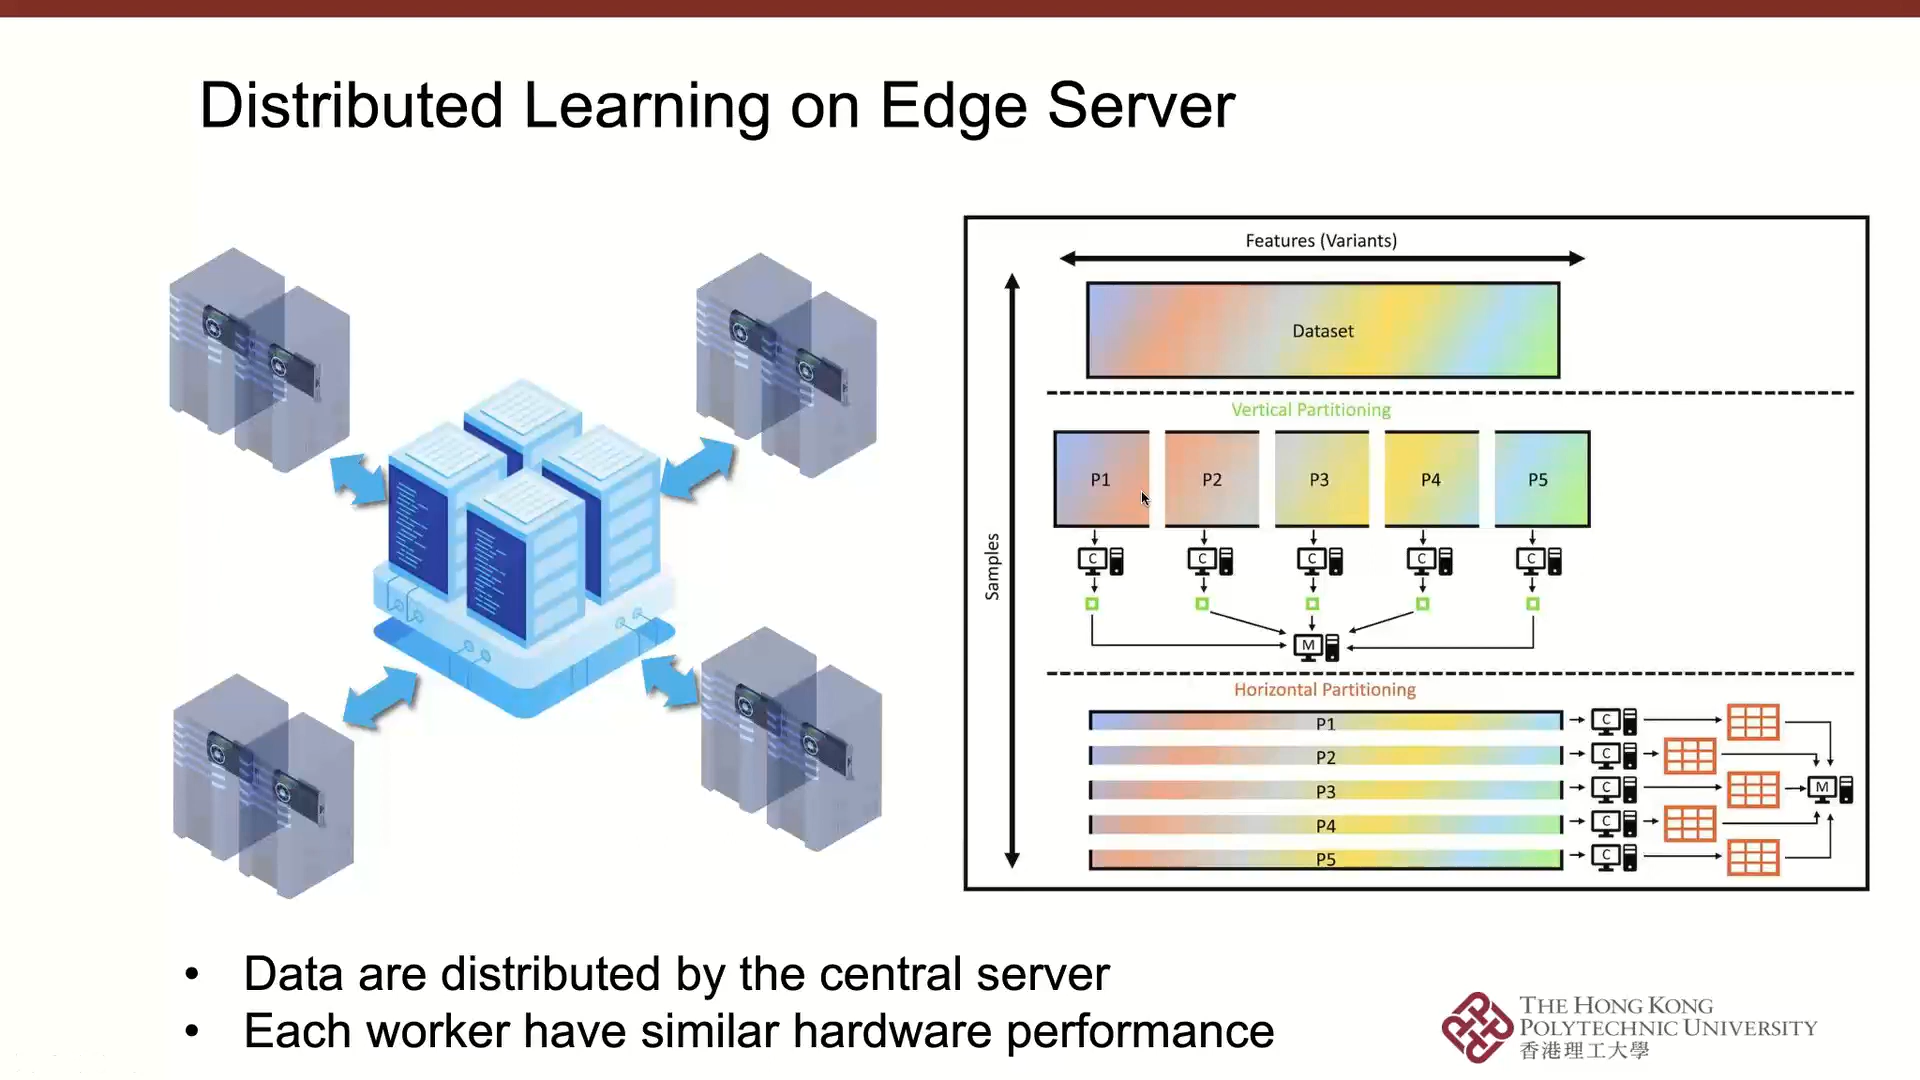 Distributed Learning on Edge Server
Features (Variants)
Samples
Dataset
Vertical Partitioning
P1 P2 P3 P4 P5
C C C C C
M
Horizontal Partitioning
P1 C
P2 C
P3 C M
P4 C
P5 C
• Data are distributed by the central server
• Each worker have similar hardware performance
THE HONG KONG
POLYTECHNIC UNIVERSITY
香港理工大學